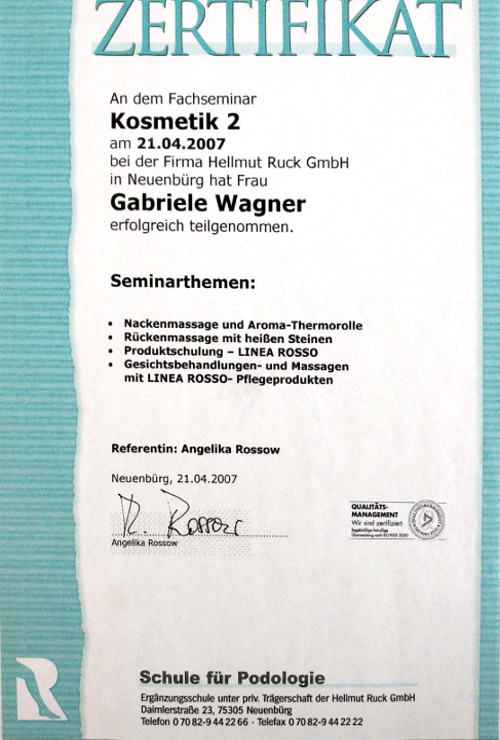 ZERTIFIKAT
An dem Fachseminar
Kosmetik 2
am 21.04.2007
bei der Firma Hellmut Ruck GmbH
in Neuenbürg hat Frau
Gabriele Wagner
erfolgreich teilgenommen.
Seminarthemen:
• Nackenmassage und Aroma-Thermorolle
• Rückenmassage mit heißen Steinen
• Produktschulung – LINEA ROSSO
• Gesichtsbehandlungen- und Massagen
mit LINEA ROSSO- Pflegeprodukten
Referentin: Angelika Rossow
Neuenbürg, 21.04.2007
Angelika Rossow
QUALITÄTS-
MANAGEMENT
Wir sind zertifiziert
Schule für Podologie
Ergänzungsschule unter priv. Trägerschaft der Hellmut Ruck GmbH
Daimlerstraße 23, 75305 Neuenbürg
Telefon 0 70 82-9 44 22 66 · Telefax 0 70 82-9 44 22 22